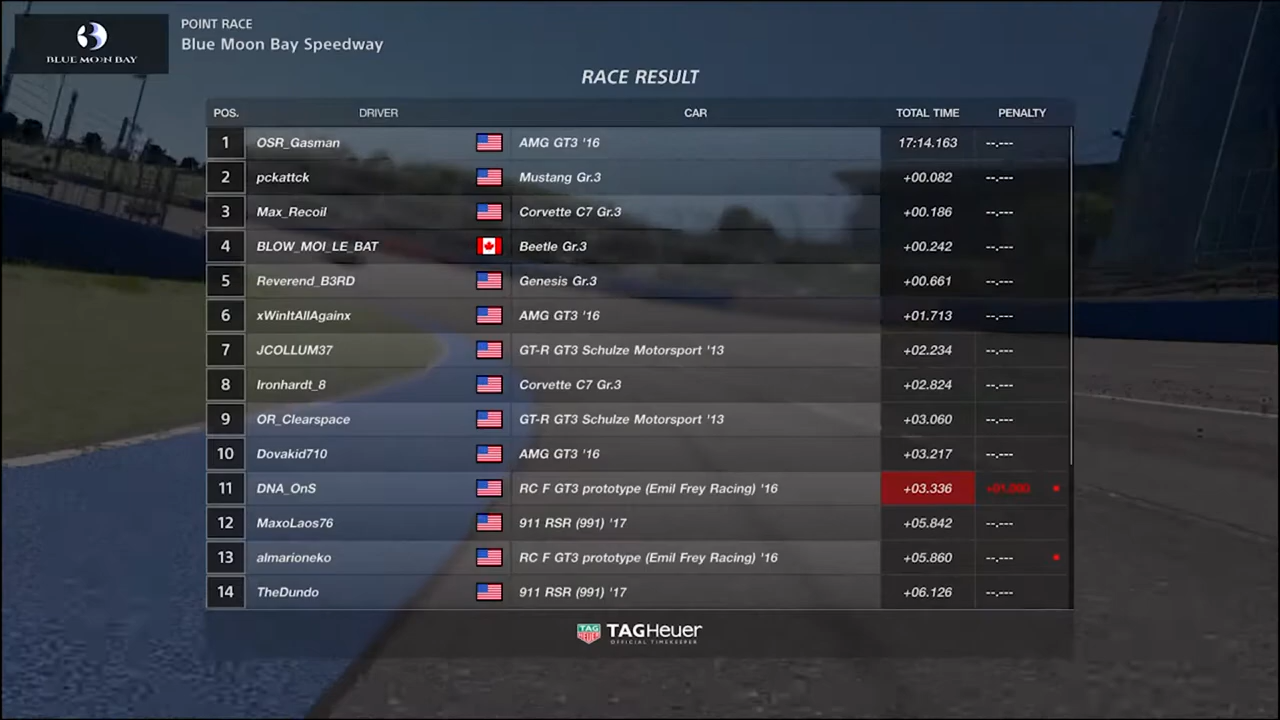 POINT RACE
Blue Moon Bay Speedway
BLUE MOON BAY
RACE RESULT
POS. DRIVER CAR TOTAL TIME PENALTY
1 OSR_Gasman AMG GT3 '16 17:14.163 --.---
2 pckattck Mustang Gr.3 +00.082 --.---
3 Max_Recoil Corvette C7 Gr.3 +00.186 --.---
4 BLOW_MOI_LE_BAT Beetle Gr.3 +00.242 --.---
5 Reverend_B3RD Genesis Gr.3 +00.661 --.---
6 xWinItAllAgainx AMG GT3 '16 +01.713 --.---
7 JCOLLUM37 GT-R GT3 Schulze Motorsport '13 +02.234 --.---
8 Ironhardt_8 Corvette C7 Gr.3 +02.824 --.---
9 OR_Clearspace GT-R GT3 Schulze Motorsport '13 +03.060 --.---
10 Dovakid710 AMG GT3 '16 +03.217 --.---
11 DNA_OnS RC F GT3 prototype (Emil Frey Racing) '16 +03.336 +01.000
12 MaxoLaos76 911 RSR (991) '17 +05.842 --.---
13 almarioneko RC F GT3 prototype (Emil Frey Racing) '16 +05.860 --.---
14 TheDundo 911 RSR (991) '17 +06.126 --.---
TAG HEUER TAGHeuer
OFFICIAL TIMEKEEPER